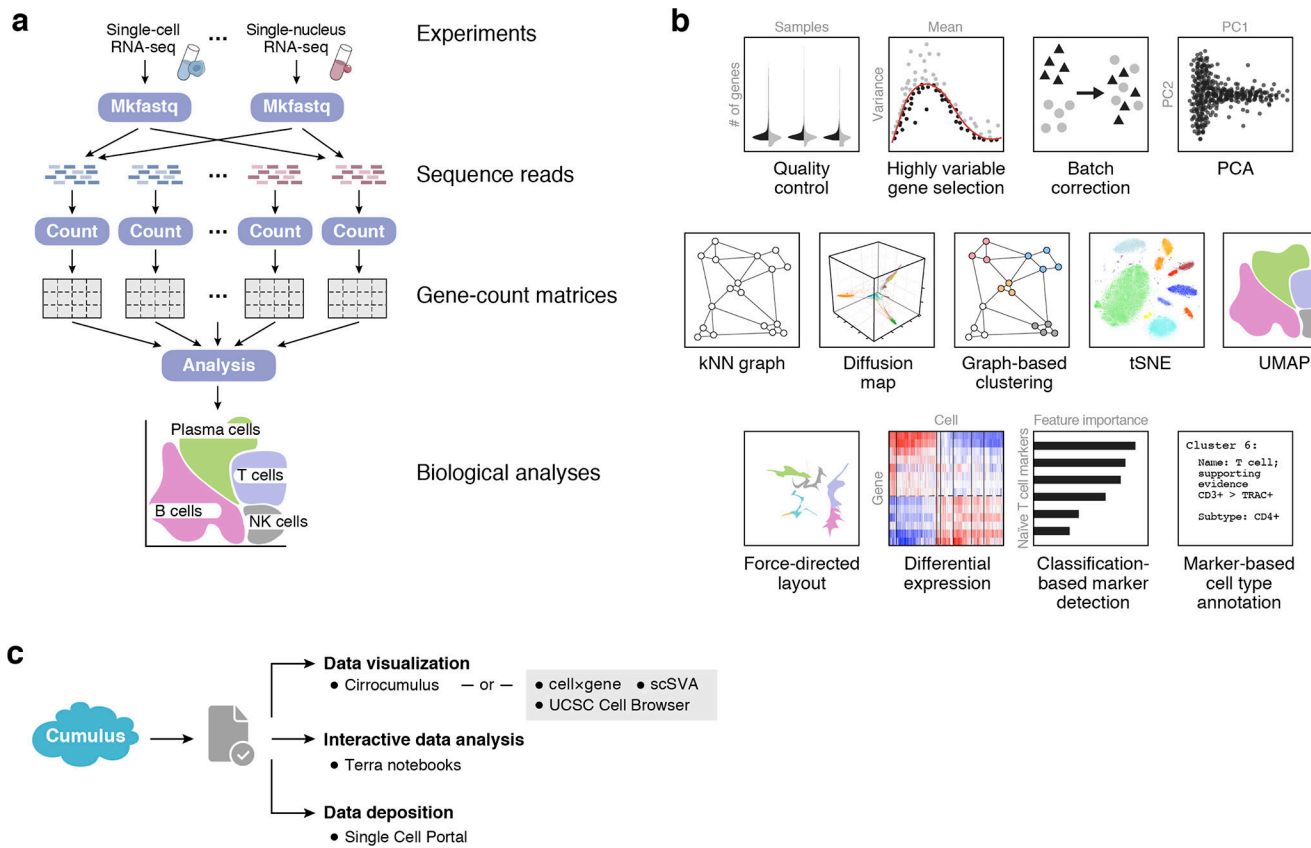 a
Single-cell
RNA-seq
...
Single-nucleus
RNA-seq
Experiments
Mkfastq
Mkfastq
...
Sequence reads
Count
Count
...
Count
Count
...
Gene-count matrices
Analysis
Plasma cells
T cells
B cells
NK cells
Biological analyses
b
Samples
# of genes
Quality
control
Mean
Variance
Highly variable
gene selection
Batch
correction
PC1
PC2
PCA
kNN graph
Diffusion
map
Graph-based
clustering
tSNE
UMAP
Force-directed
layout
Cell
Gene
Differential
expression
Feature importance
Naïve T cell markers
Classification-
based marker
detection
Cluster 6:
Name: T cell;
supporting
evidence
CD3+ > TRAC+
Subtype: CD4+
Marker-based
cell type
annotation
c
Cumulus
Data visualization
• Cirrocumulus — or — • cell×gene • scSVA
• UCSC Cell Browser
Interactive data analysis
• Terra notebooks
Data deposition
• Single Cell Portal